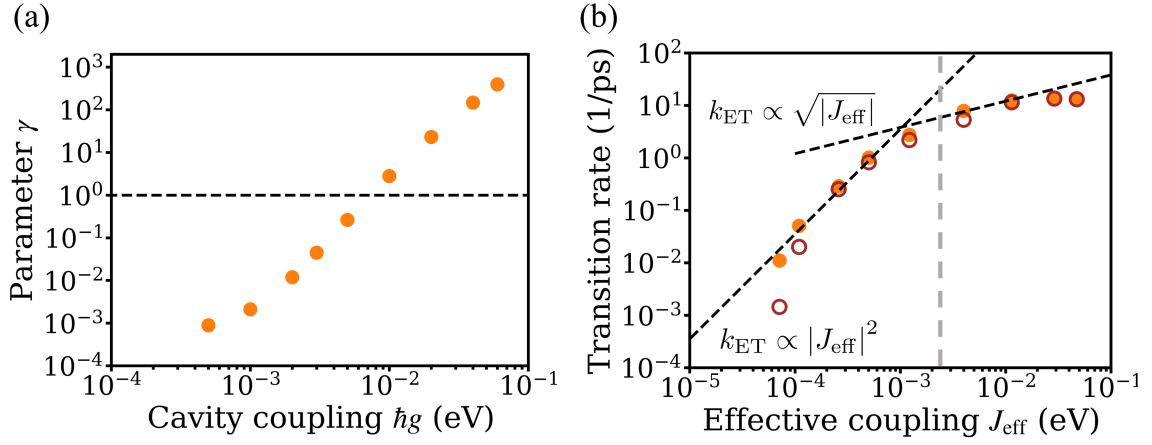 (a)
10³
10²
10¹
10⁰
10⁻¹
10⁻²
10⁻³
10⁻⁴
Parameter γ
10⁻⁴ 10⁻³ 10⁻² 10⁻¹
Cavity coupling ħg (eV)
(b)
10²
10¹
10⁰
10⁻¹
10⁻²
10⁻³
10⁻⁴
Transition rate (1/ps)
k_ET ∝ √|J_eff|
k_ET ∝ |J_eff|²
10⁻⁵ 10⁻⁴ 10⁻³ 10⁻² 10⁻¹
Effective coupling J_eff (eV)